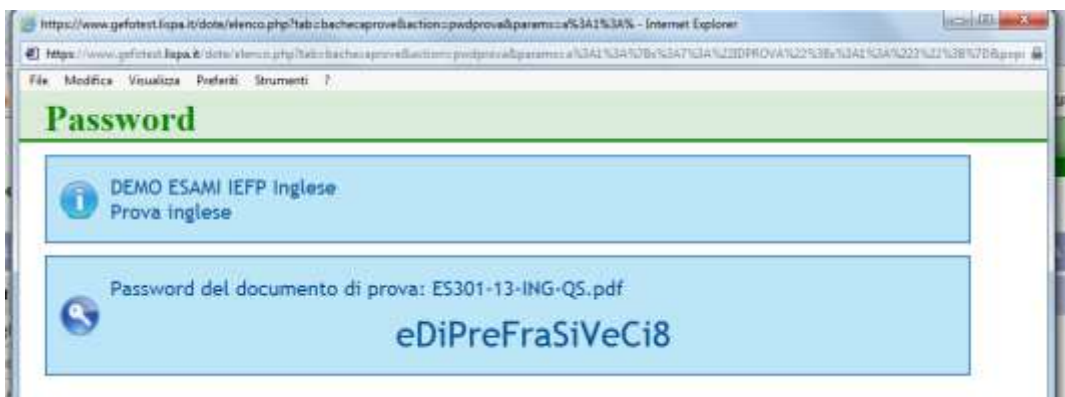 https://www.gefotest.lispa.it/dote/elenco.php?tab=bachecaprove&action=pwdprova&params=a%3A1%3A% - Internet Explorer
File Modifica Visualizza Preferiti Strumenti ?
Password
DEMO ESAMI IEFP Inglese
Prova inglese
Password del documento di prova: ES301-13-ING-QS.pdf
eDiPreFraSiVeCi8